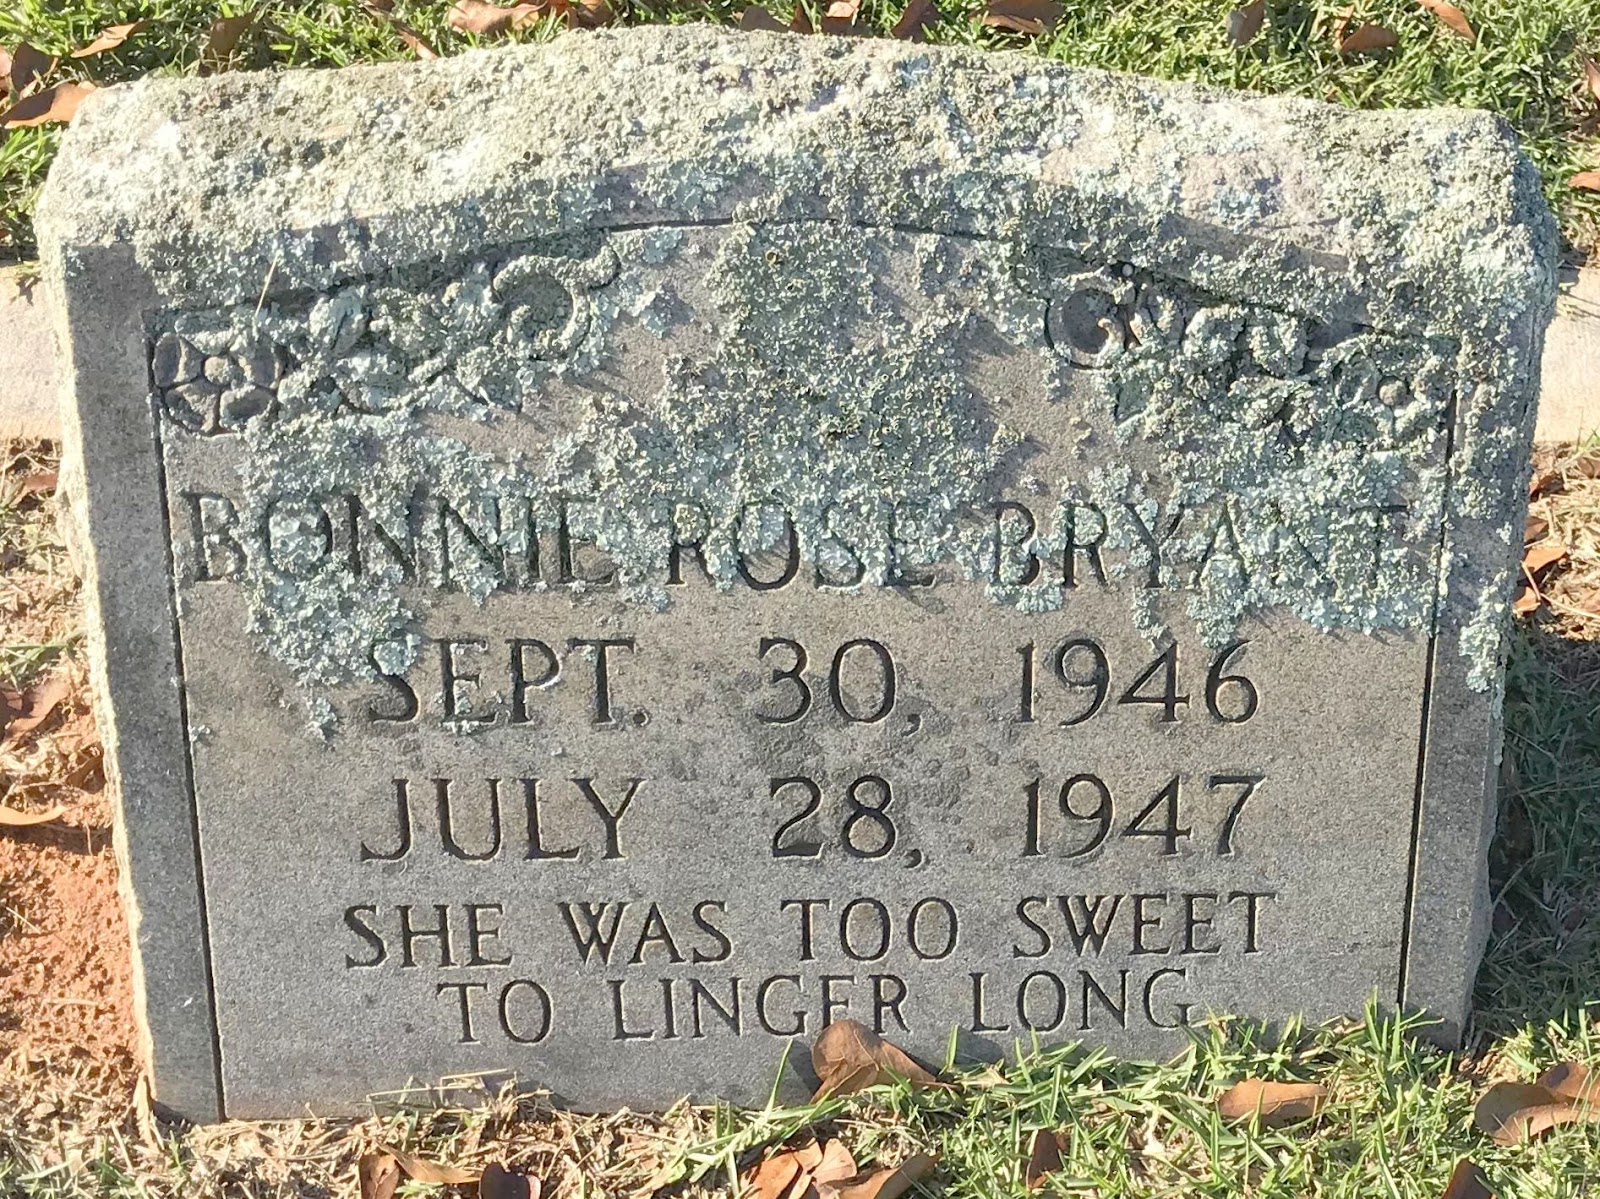 BONNIE ROSE BRYANT
SEPT. 30, 1946
JULY 28, 1947
SHE WAS TOO SWEET
TO LINGER LONG